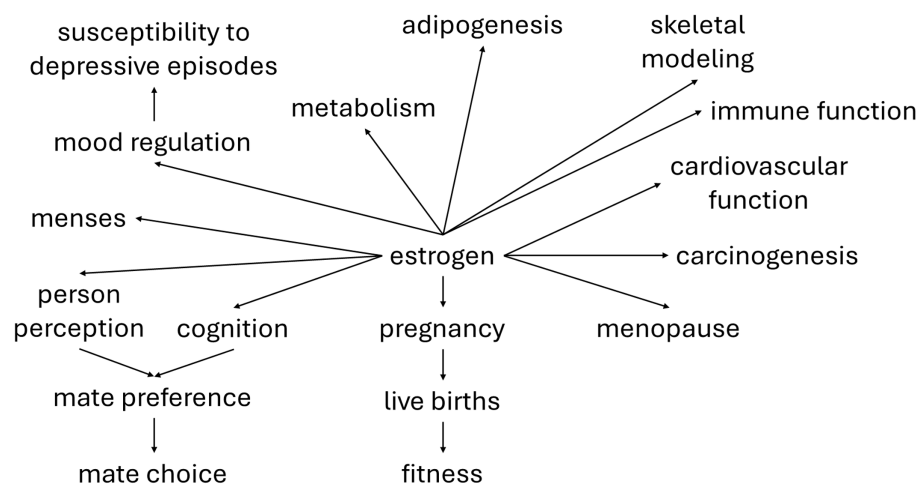 susceptibility to
depressive episodes
adipogenesis
skeletal
modeling
metabolism
immune function
mood regulation
cardiovascular
function
menses
estrogen
carcinogenesis
person
perception
cognition
pregnancy
menopause
mate preference
live births
mate choice
fitness